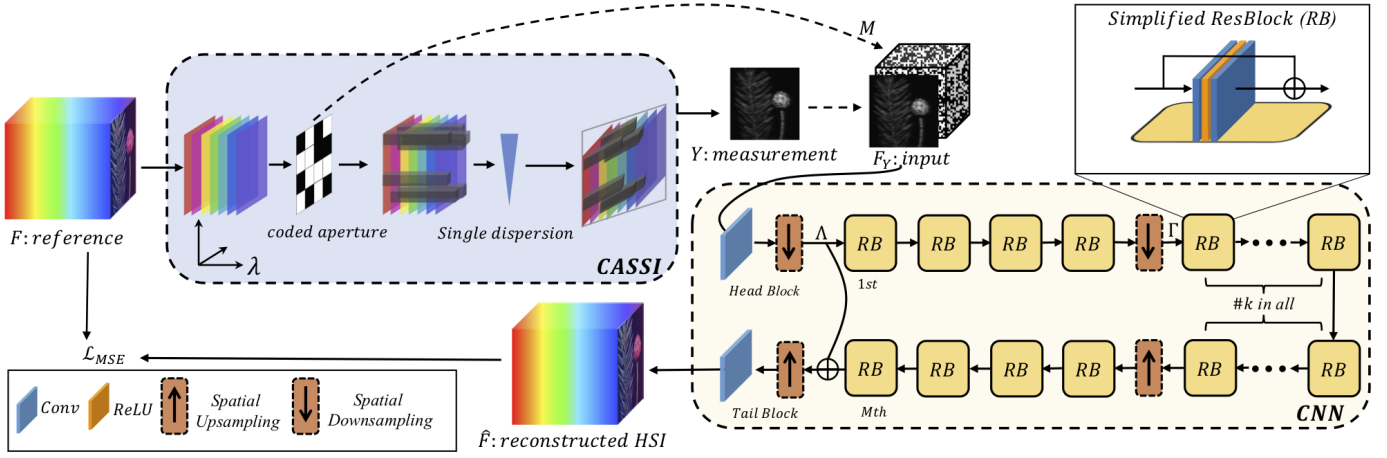 M
Simplified ResBlock (RB)
F: reference
coded aperture
Single dispersion
λ
CASSI
Y: measurement
F_Y: input
Head Block
Λ
RB
RB
RB
RB
Γ
RB
RB
1st
#k in all
Tail Block
RB
RB
RB
RB
RB
RB
Mth
CNN
ℒ_MSE
F̂: reconstructed HSI
Conv
ReLU
Spatial
Upsampling
Spatial
Downsampling